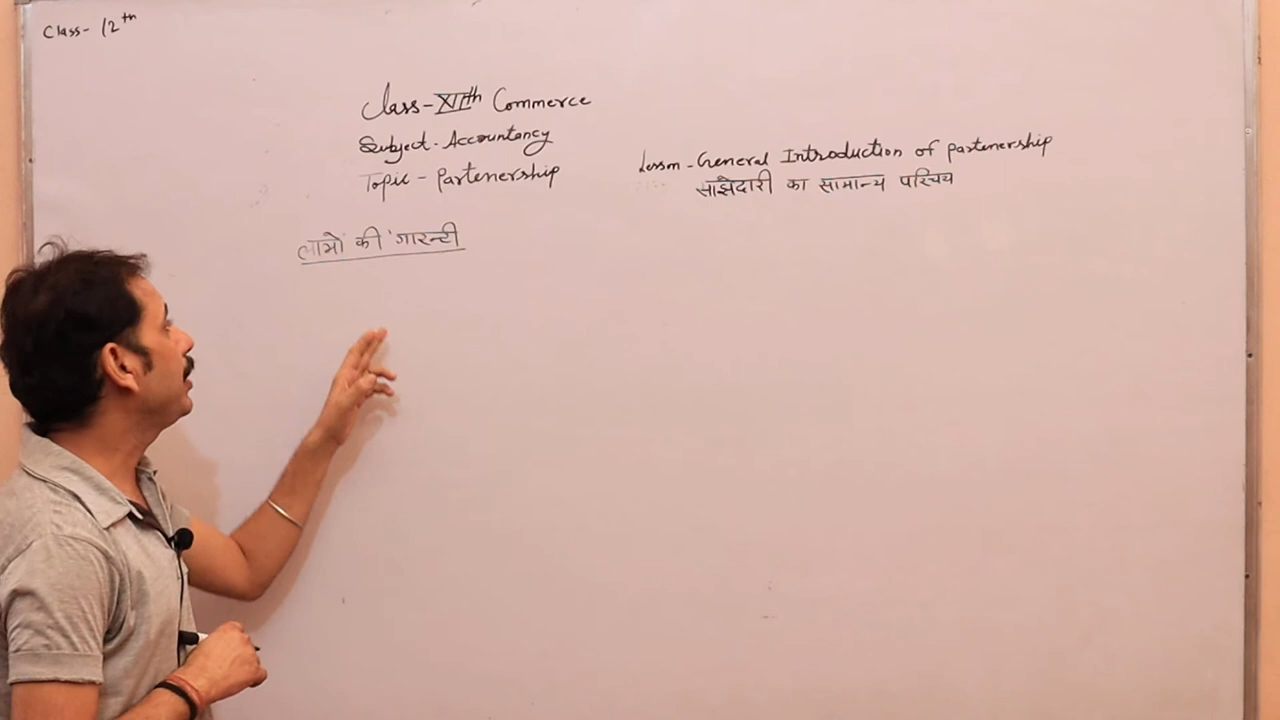 Class- 12th
Class-XIIth Commerce
Subject-Accountancy
Topic-Partenership
Lesson-General Introduction of partenership
साझेदारी का सामान्य परिचय
लाभों की गारन्टी